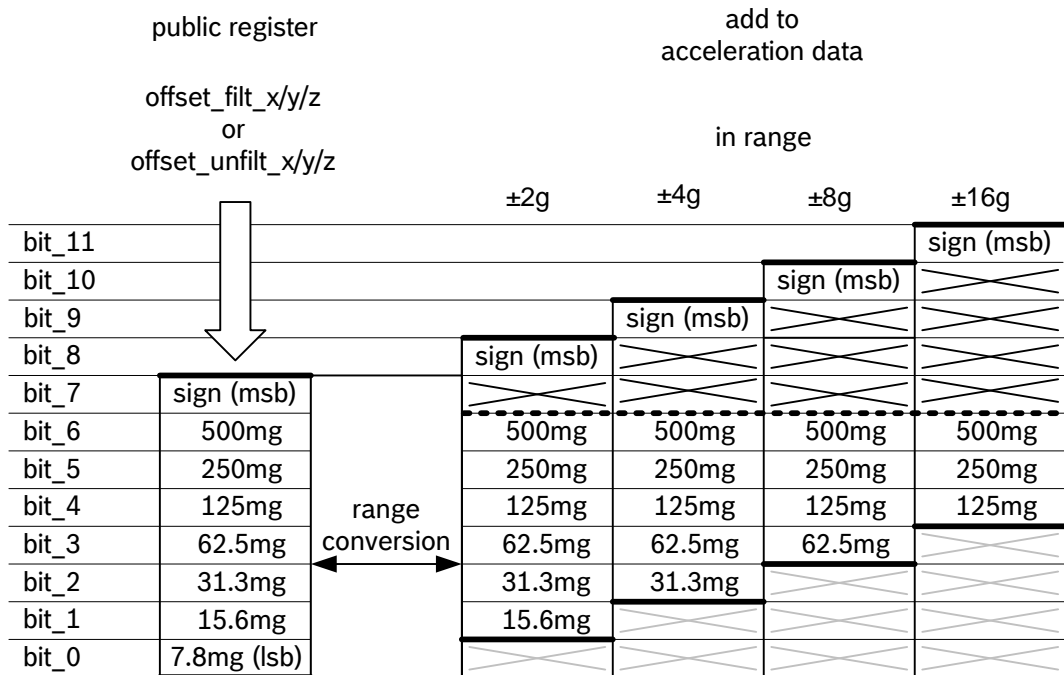 public register
add to
acceleration data
offset_filt_x/y/z
or
offset_unfilt_x/y/z
in range
±2g ±4g ±8g ±16g
bit_11 sign (msb)
bit_10 sign (msb)
bit_9 sign (msb)
bit_8 sign (msb)
bit_7 sign (msb)
bit_6 500mg 500mg 500mg 500mg 500mg
bit_5 250mg 250mg 250mg 250mg 250mg
bit_4 125mg 125mg 125mg 125mg 125mg
range
conversion
bit_3 62.5mg 62.5mg 62.5mg 62.5mg
bit_2 31.3mg 31.3mg 31.3mg
bit_1 15.6mg 15.6mg
bit_0 7.8mg (lsb)